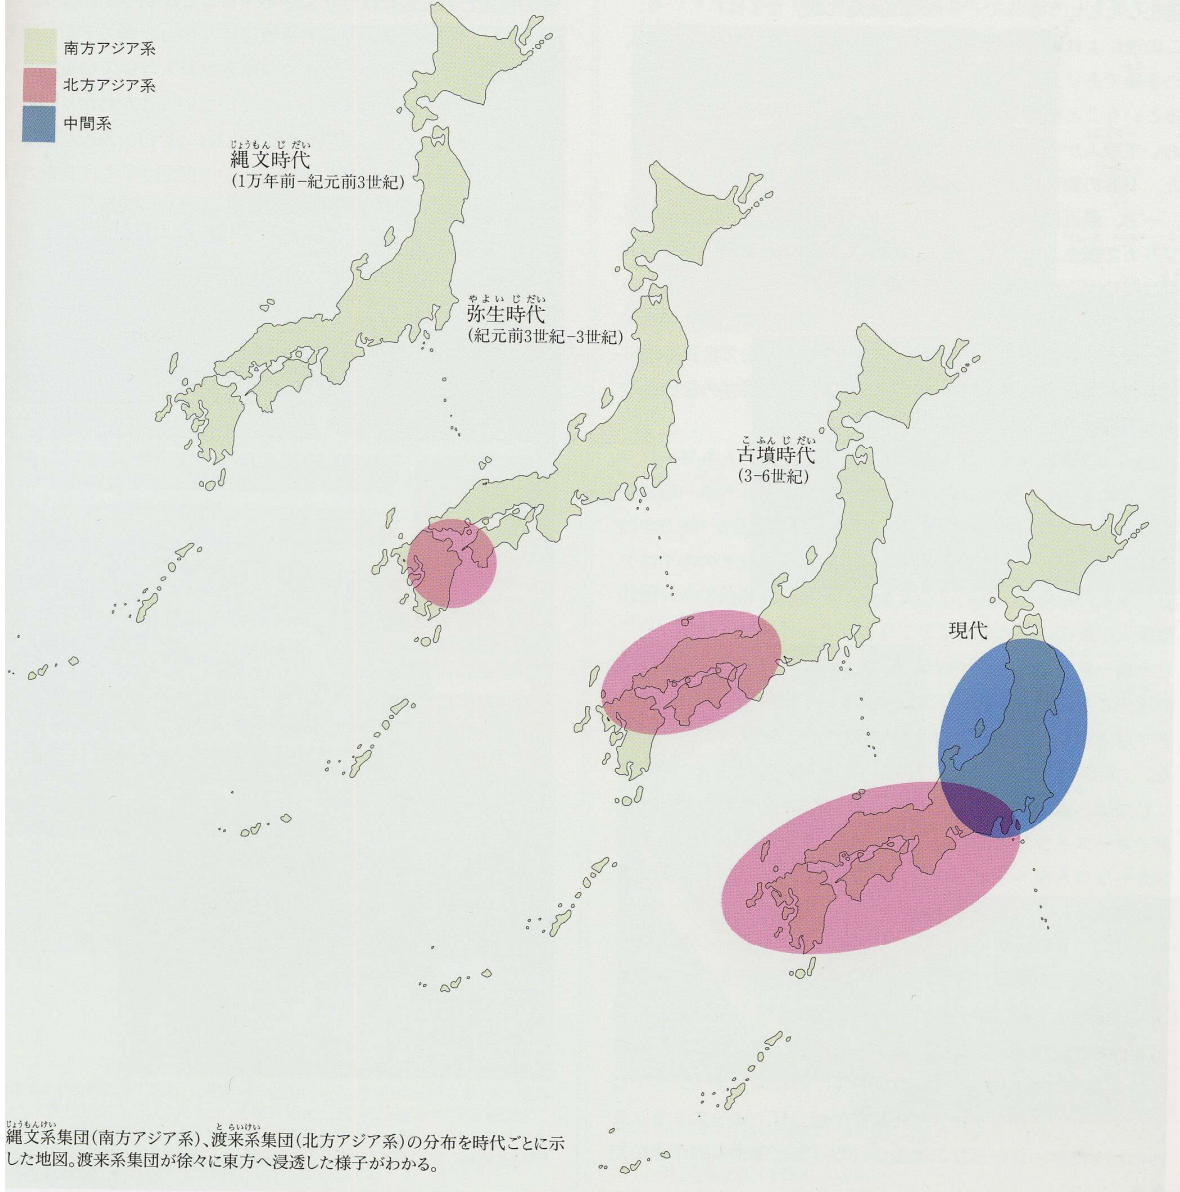 南方アジア系
北方アジア系
中間系
じょうもん じ だい
縄文時代
(1万年前−紀元前3世紀)
や よ い じ だい
弥生時代
(紀元前3世紀−3世紀)
こ ふん じ だい
古墳時代
(3−6世紀)
現代
じょうもんけい と らいけい
縄文系集団(南方アジア系)、渡来系集団(北方アジア系)の分布を時代ごとに示
した地図。渡来系集団が徐々に東方へ浸透した様子がわかる。